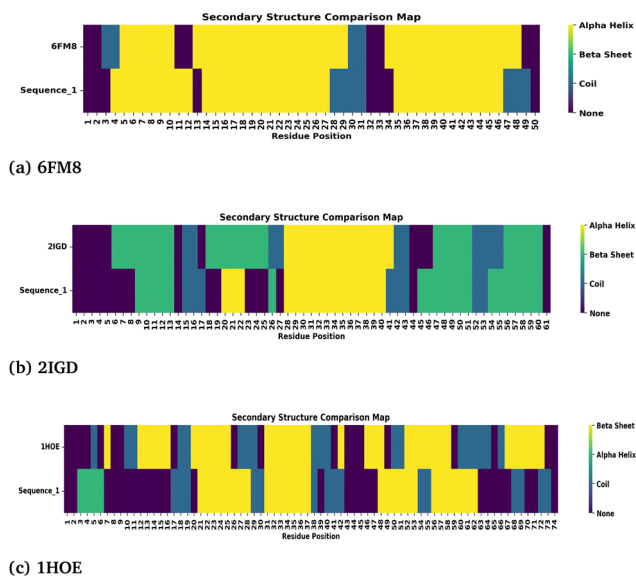 Secondary Structure Comparison Map
6FM8
Sequence_1
1 2 3 4 5 6 7 8 9 10 11 12 13 14 15 16 17 18 19 20 21 22 23 24 25 26 27 28 29 30 31 32 33 34 35 36 37 38 39 40 41 42 43 44 45 46 47 48 49 50
Residue Position
Alpha Helix
Beta Sheet
Coil
None
(a) 6FM8
Secondary Structure Comparison Map
2IGD
Sequence_1
1 2 3 4 5 6 7 8 9 10 11 12 13 14 15 16 17 18 19 20 21 22 23 24 25 26 27 28 29 30 31 32 33 34 35 36 37 38 39 40 41 42 43 44 45 46 47 48 49 50 51 52 53 54 55 56 57 58 59 60 61
Residue Position
Alpha Helix
Beta Sheet
Coil
None
(b) 2IGD
Secondary Structure Comparison Map
1HOE
Sequence_1
1 2 3 4 5 6 7 8 9 10 11 12 13 14 15 16 17 18 19 20 21 22 23 24 25 26 27 28 29 30 31 32 33 34 35 36 37 38 39 40 41 42 43 44 45 46 47 48 49 50 51 52 53 54 55 56 57 58 59 60 61 62 63 64 65 66 67 68 69 70 71 72 73 74
Residue Position
Beta Sheet
Alpha Helix
Coil
None
(c) 1HOE